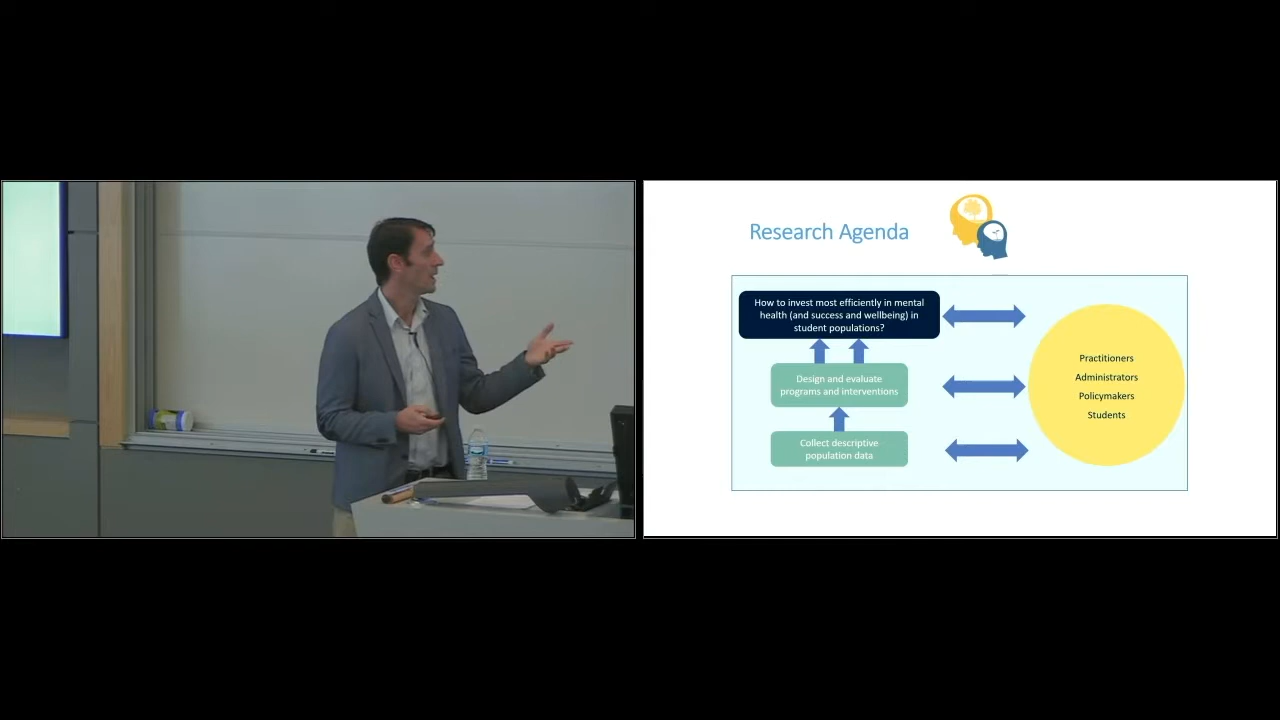 Research Agenda
How to invest most efficiently in mental
health (and success and wellbeing) in
student populations?
Design and evaluate
programs and interventions
Collect descriptive
population data
Practitioners
Administrators
Policymakers
Students